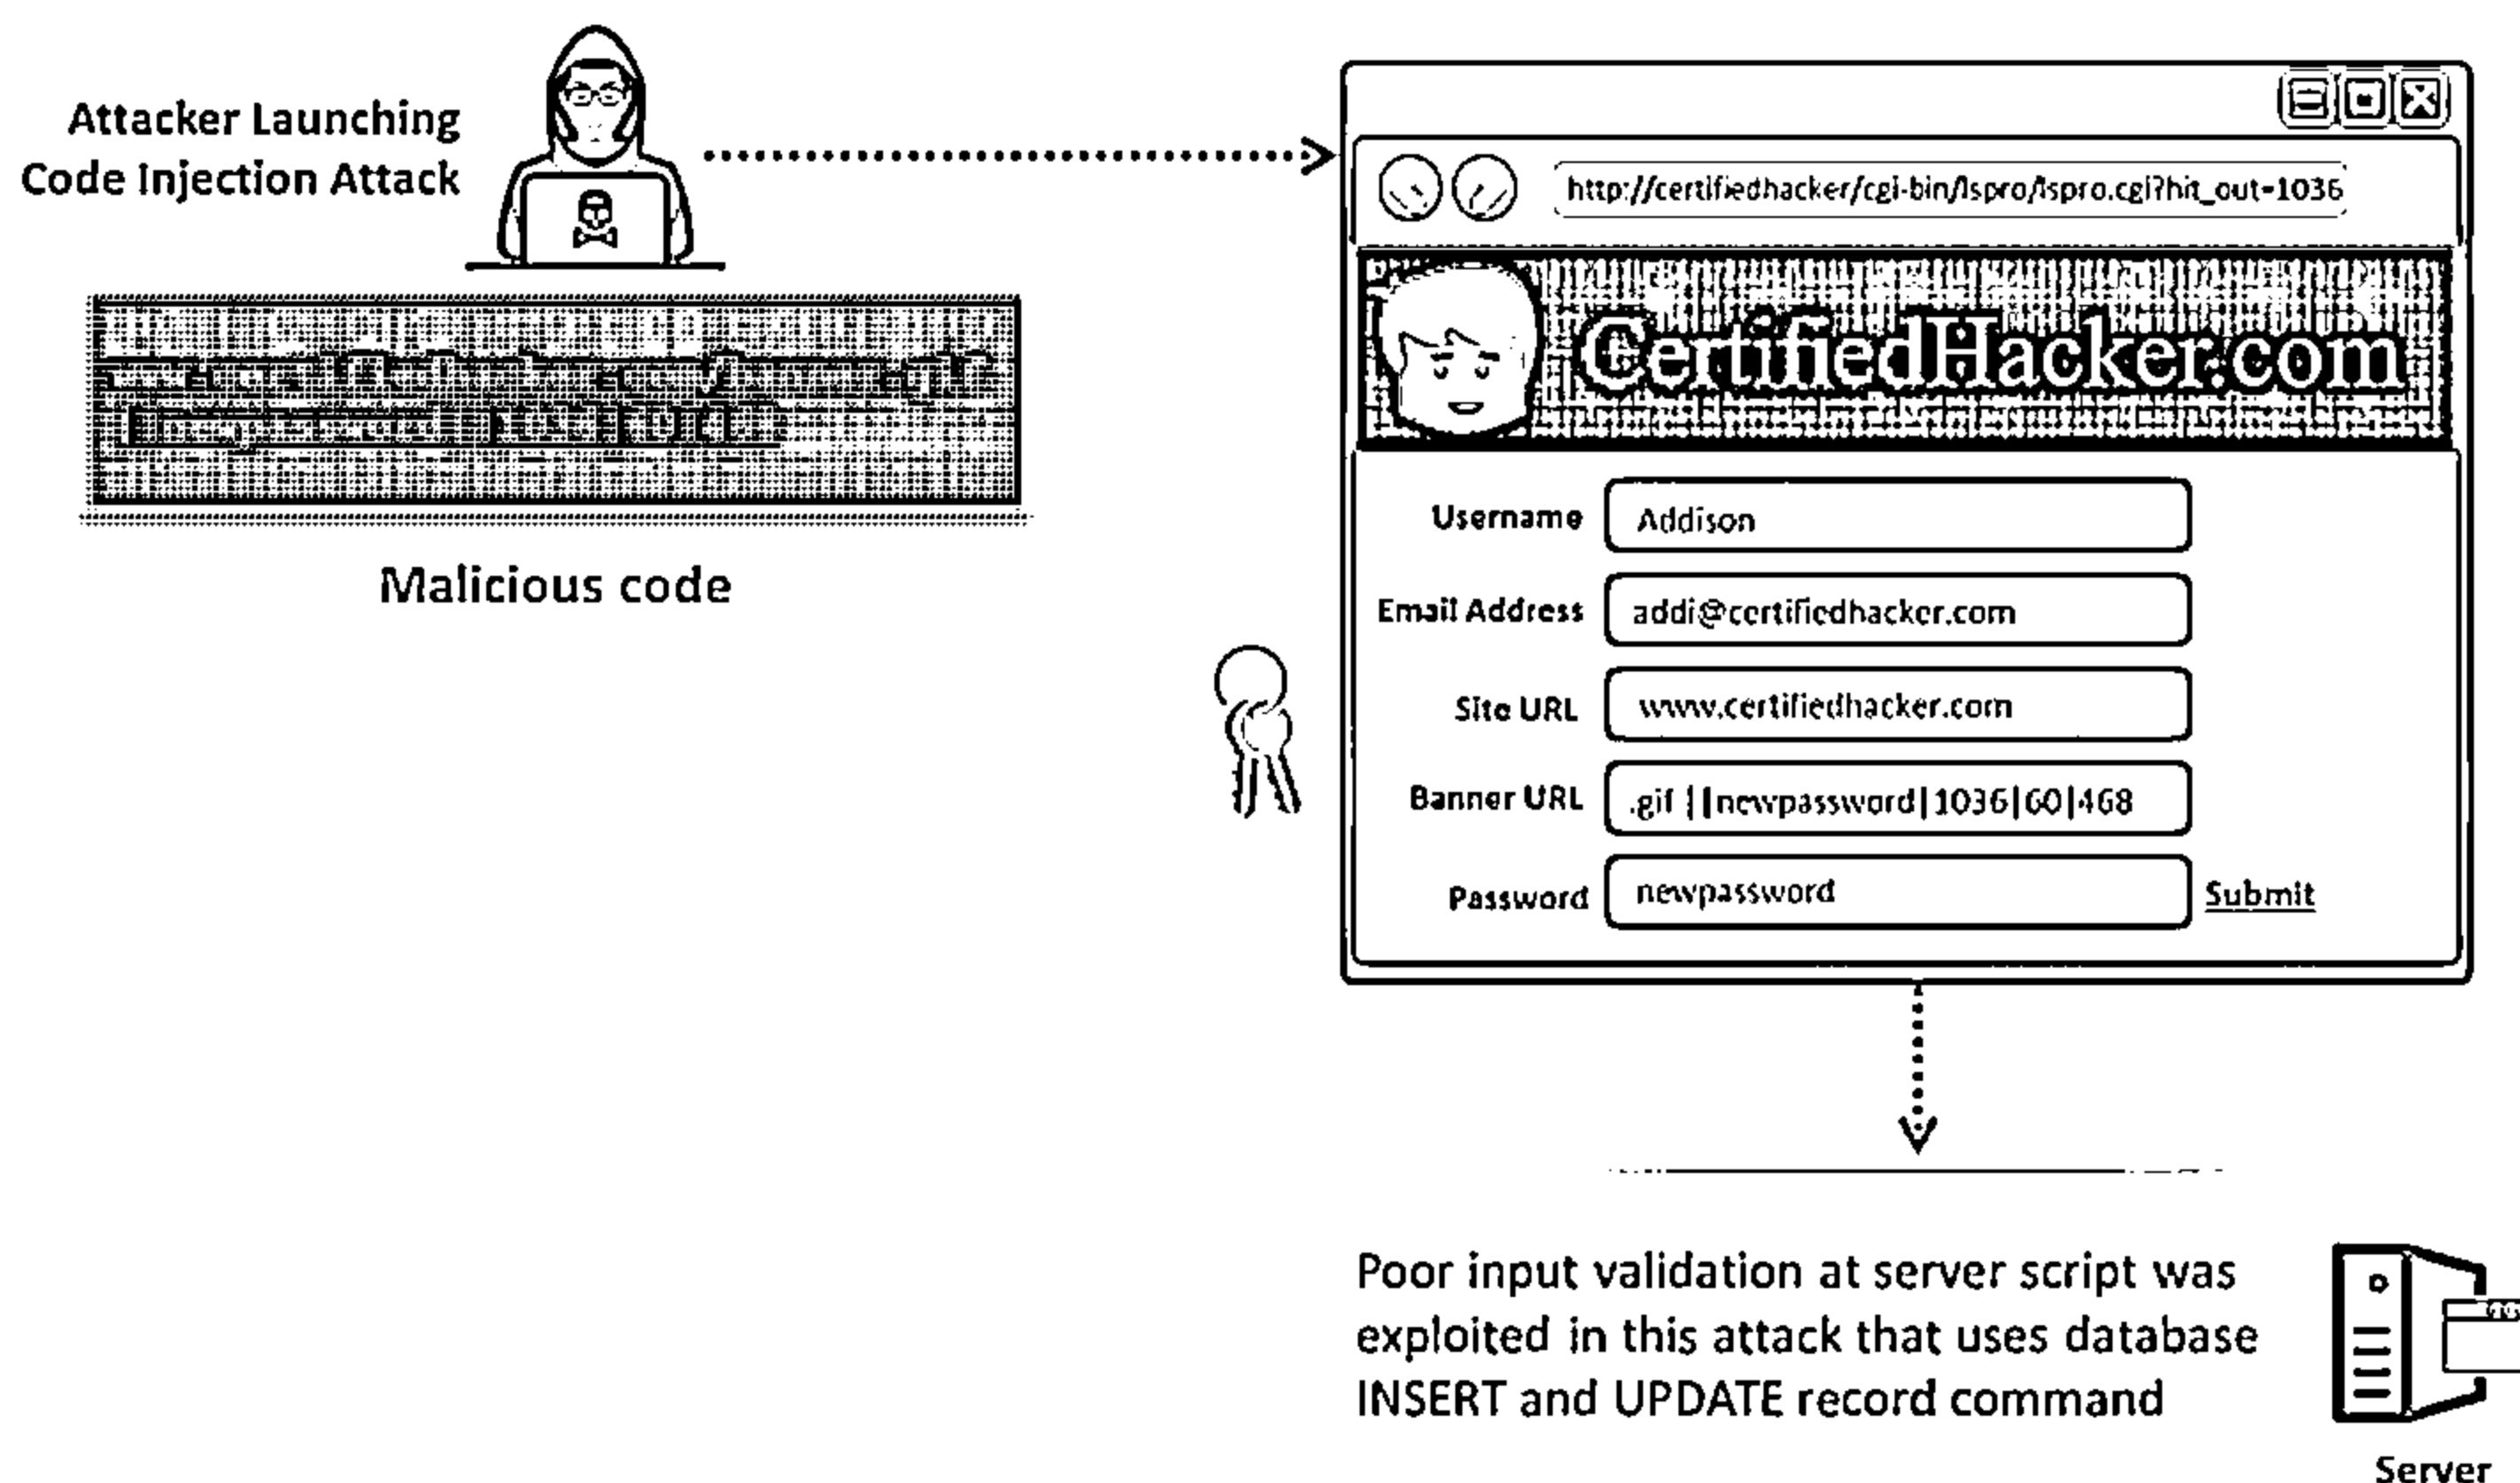 Attacker Launching
Code Injection Attack
Malicious code
http://certifiedhacker/cgi-bin/lspro/lspro.cgi?hit_out=1036
CertifiedHacker.com
Username
Addison
Email Address
addi@certifiedhacker.com
Site URL
www.certifiedhacker.com
Banner URL
.gif ||newpassword|1036|60|468
Password
newpassword
Submit
Poor input validation at server script was
exploited in this attack that uses database
INSERT and UPDATE record command
Server